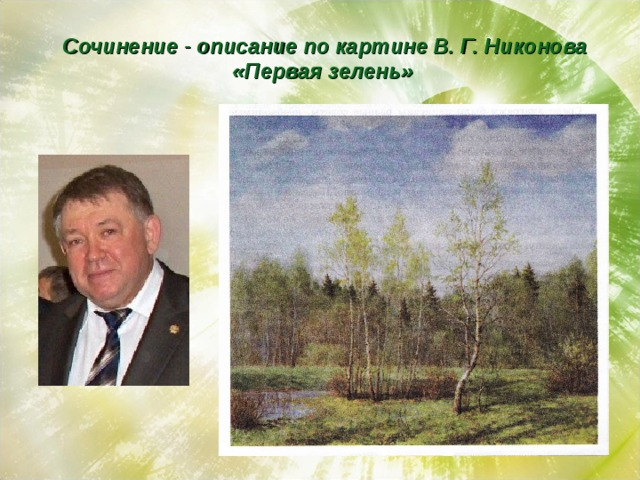 Сочинение - описание по картине В. Г. Никонова
«Первая зелень»